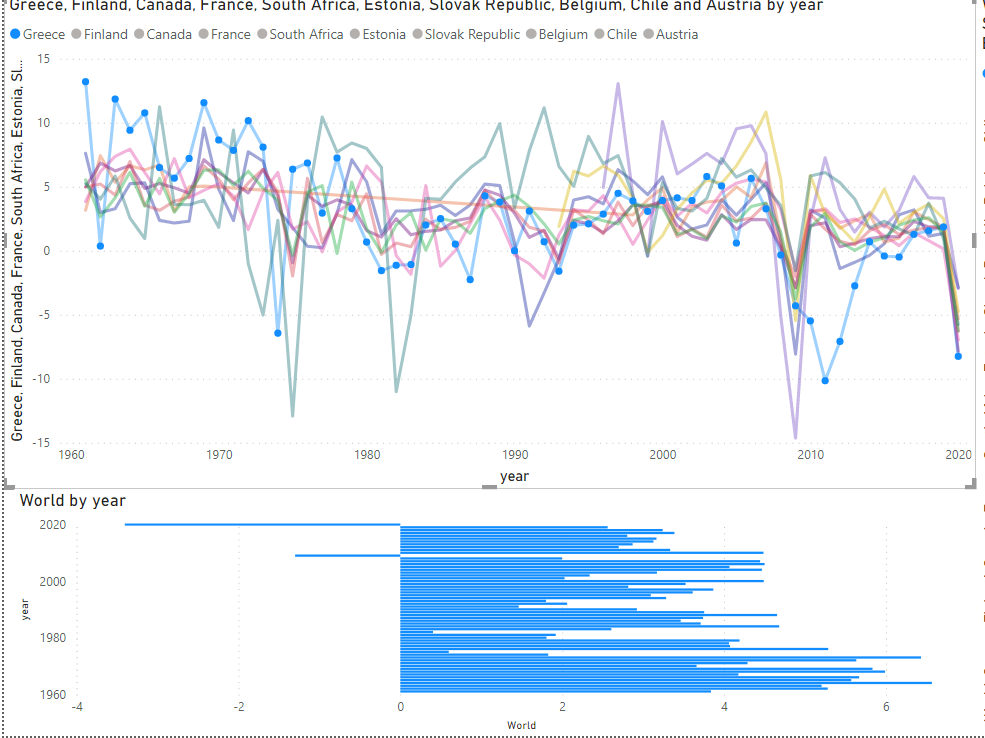 Greece, Finland, Canada, France, South Africa, Estonia, Slovak Republic, Belgium, Chile and Austria by year
Greece Finland Canada France South Africa Estonia Slovak Republic Belgium Chile Austria
Greece, Finland, Canada, France, South Africa, Estonia, Sl...
15
10
5
0
-5
-10
-15
1960 1970 1980 1990 2000 2010 2020
year
World by year
year
2020
2000
1980
1960
-4 -2 0 2 4 6
World